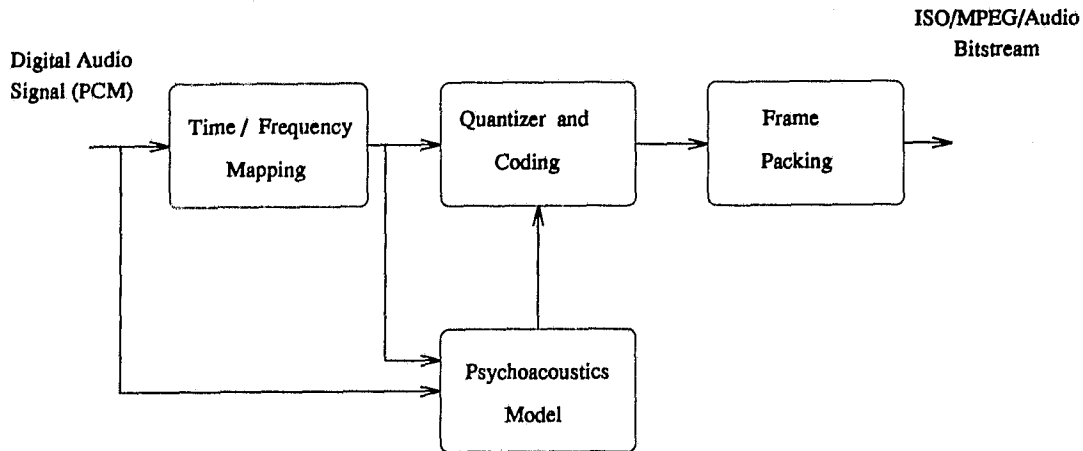 ISO/MPEG/Audio
Bitstream
Digital Audio
Signal (PCM)
Time / Frequency
Mapping
Quantizer and
Coding
Frame
Packing
Psychoacoustics
Model